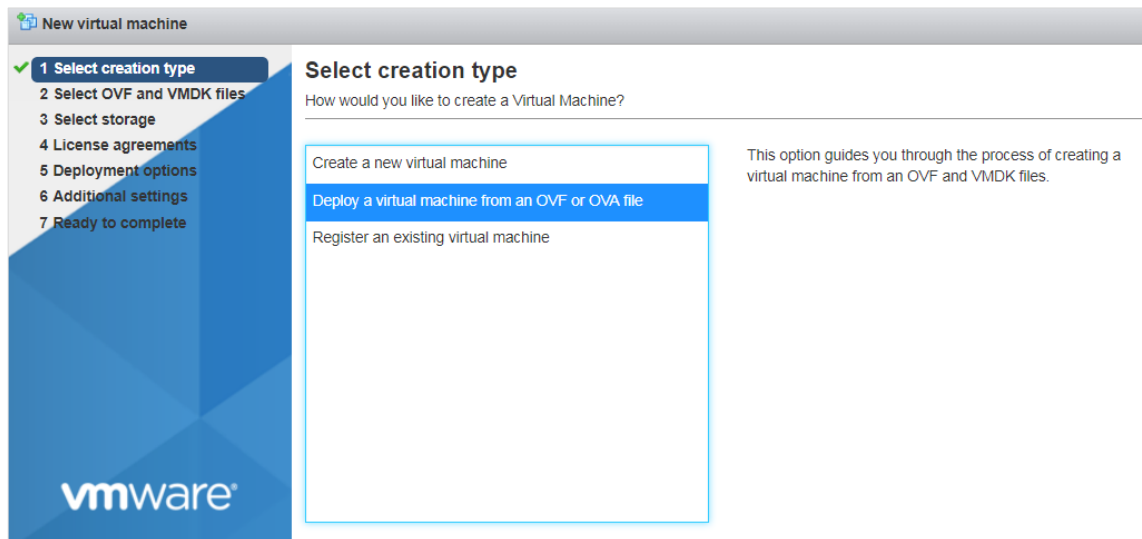 New virtual machine
1 Select creation type
2 Select OVF and VMDK files
3 Select storage
4 License agreements
5 Deployment options
6 Additional settings
7 Ready to complete
vmware®
Select creation type
How would you like to create a Virtual Machine?
Create a new virtual machine
Deploy a virtual machine from an OVF or OVA file
Register an existing virtual machine
This option guides you through the process of creating a
virtual machine from an OVF and VMDK files.